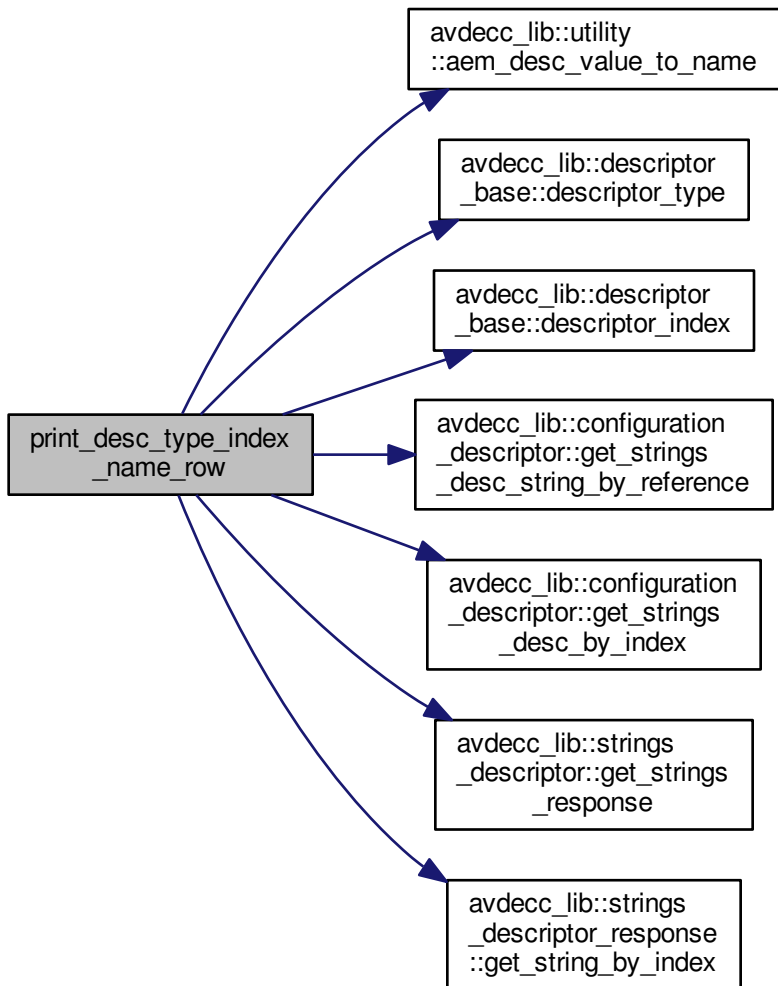 avdecc_lib::utility
::aem_desc_value_to_name
avdecc_lib::descriptor
_base::descriptor_type
avdecc_lib::descriptor
_base::descriptor_index
print_desc_type_index
_name_row
avdecc_lib::configuration
_descriptor::get_strings
_desc_string_by_reference
avdecc_lib::configuration
_descriptor::get_strings
_desc_by_index
avdecc_lib::strings
_descriptor::get_strings
_response
avdecc_lib::strings
_descriptor_response
::get_string_by_index